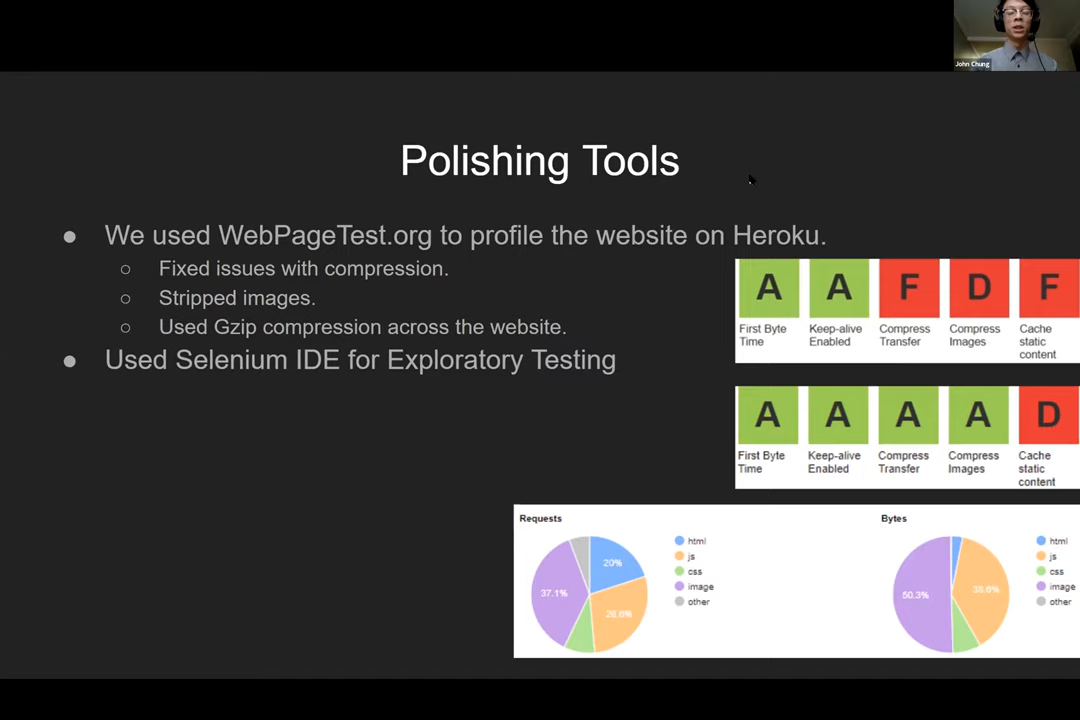 John Chung
Polishing Tools
● We used WebPageTest.org to profile the website on Heroku.
○ Fixed issues with compression.
○ Stripped images.
○ Used Gzip compression across the website.
● Used Selenium IDE for Exploratory Testing
A A F D F
First Byte Time
Keep-alive Enabled
Compress Transfer
Compress Images
Cache static content
A A A A D
First Byte Time
Keep-alive Enabled
Compress Transfer
Compress Images
Cache static content
Requests
20%
28.6%
37.1%
html
js
css
image
other
Bytes
38.6%
50.3%
html
js
css
image
other